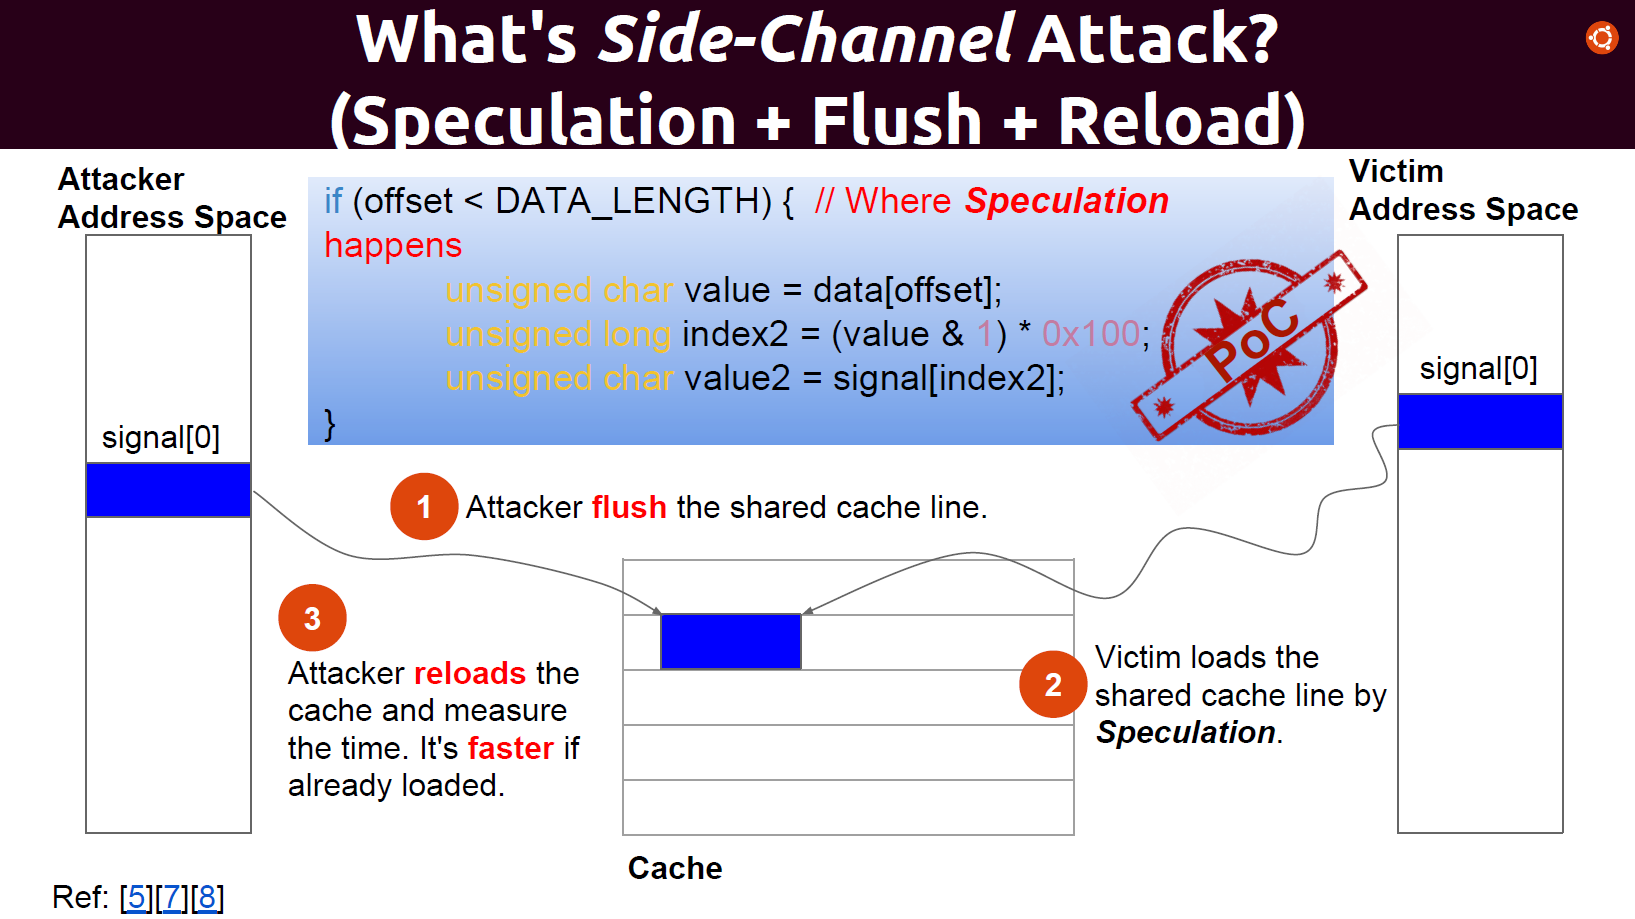 What's Side-Channel Attack?
(Speculation + Flush + Reload)
Attacker
Address Space
Victim
Address Space
if (offset < DATA_LENGTH) {  // Where Speculation
happens
unsigned char value = data[offset];
unsigned long index2 = (value & 1) * 0x100;
unsigned char value2 = signal[index2];
}
PoC
signal[0]
signal[0]
1 Attacker flush the shared cache line.
3
Attacker reloads the
cache and measure
the time. It's faster if
already loaded.
2
Victim loads the
shared cache line by
Speculation.
Cache
Ref: [5][7][8]